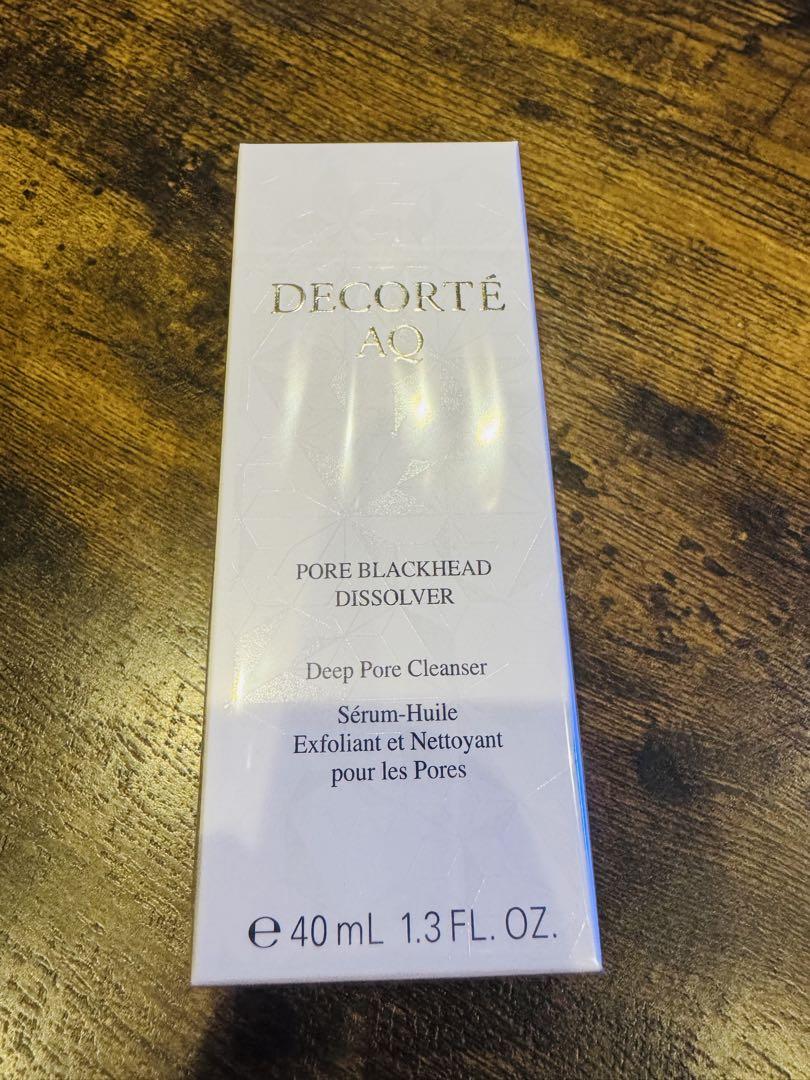 DECORTÉ
AQ
PORE BLACKHEAD
DISSOLVER
Deep Pore Cleanser
Sérum-Huile
Exfoliant et Nettoyant
pour les Pores
℮ 40 mL 1.3 FL. OZ.